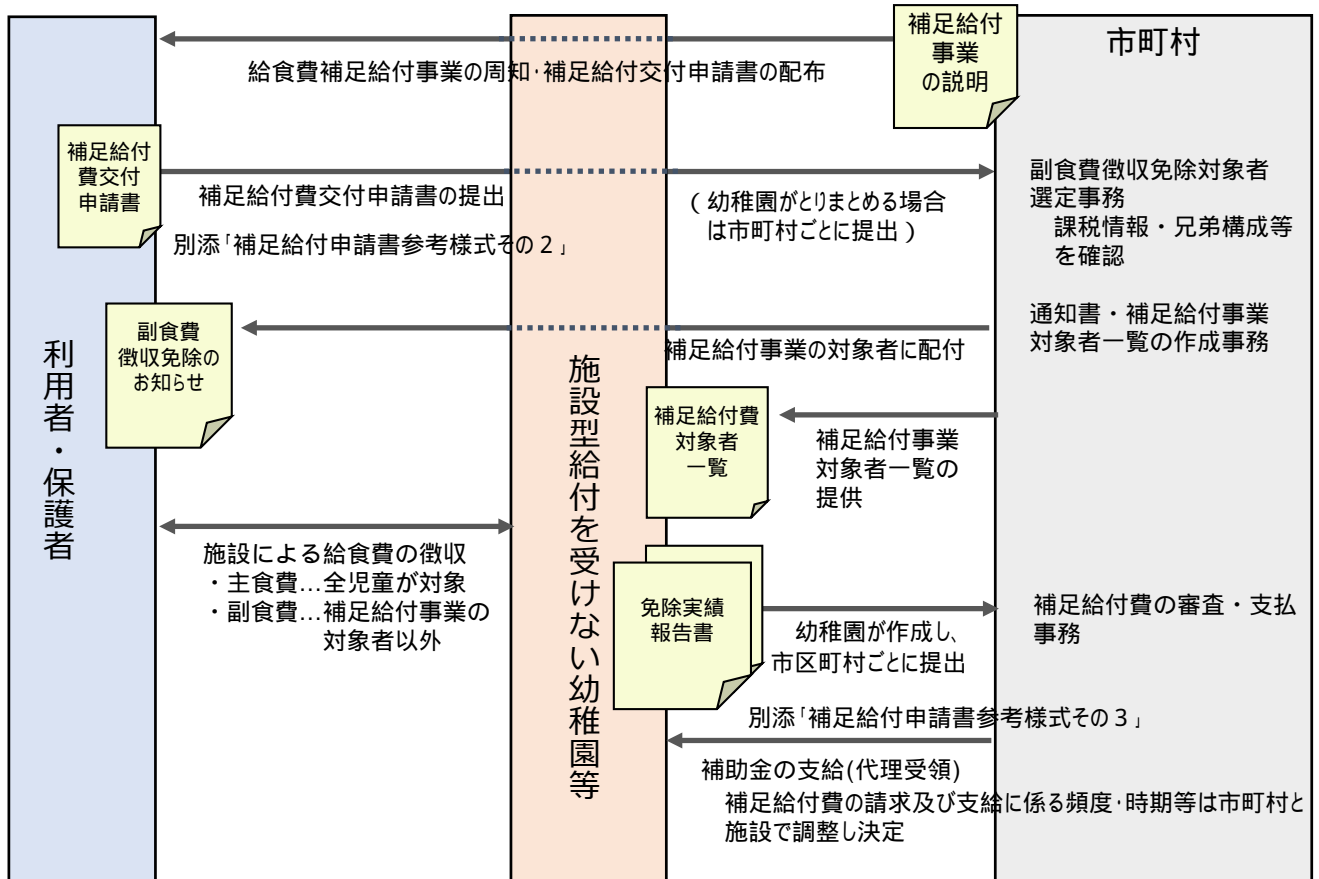 補足給付
事業
の説明
市町村
給食費補足給付事業の周知・補足給付交付申請書の配布
補足給付
費交付
申請書
補足給付費交付申請書の提出
(幼稚園がとりまとめる場合
は市町村ごとに提出)
別添「補足給付申請書参考様式その2」
副食費徴収免除対象者
選定事務
課税情報・兄弟構成等
を確認
副食費
徴収免除の
お知らせ
補足給付事業の対象者に配付
通知書・補足給付事業
対象者一覧の作成事務
利用者・保護者
施設型給付を受けない幼稚園等
補足給付費
対象者
一覧
補足給付事業
対象者一覧の
提供
施設による給食費の徴収
・主食費…全児童が対象
・副食費…補足給付事業の
対象者以外
免除実績
報告書
幼稚園が作成し、
市区町村ごとに提出
補足給付費の審査・支払
事務
別添「補足給付申請書参考様式その3」
補助金の支給(代理受領)
補足給付費の請求及び支給に係る頻度・時期等は市町村と
施設で調整し決定